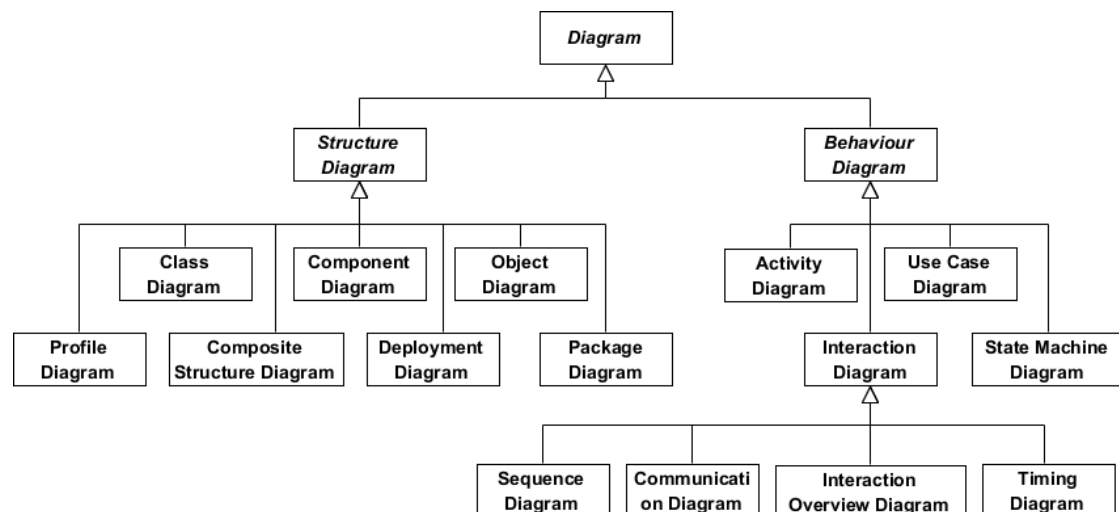 Diagram
Structure
Diagram
Behaviour
Diagram
Class
Diagram
Component
Diagram
Object
Diagram
Activity
Diagram
Use Case
Diagram
Profile
Diagram
Composite
Structure Diagram
Deployment
Diagram
Package
Diagram
Interaction
Diagram
State Machine
Diagram
Sequence
Diagram
Communicati
on Diagram
Interaction
Overview Diagram
Timing
Diagram